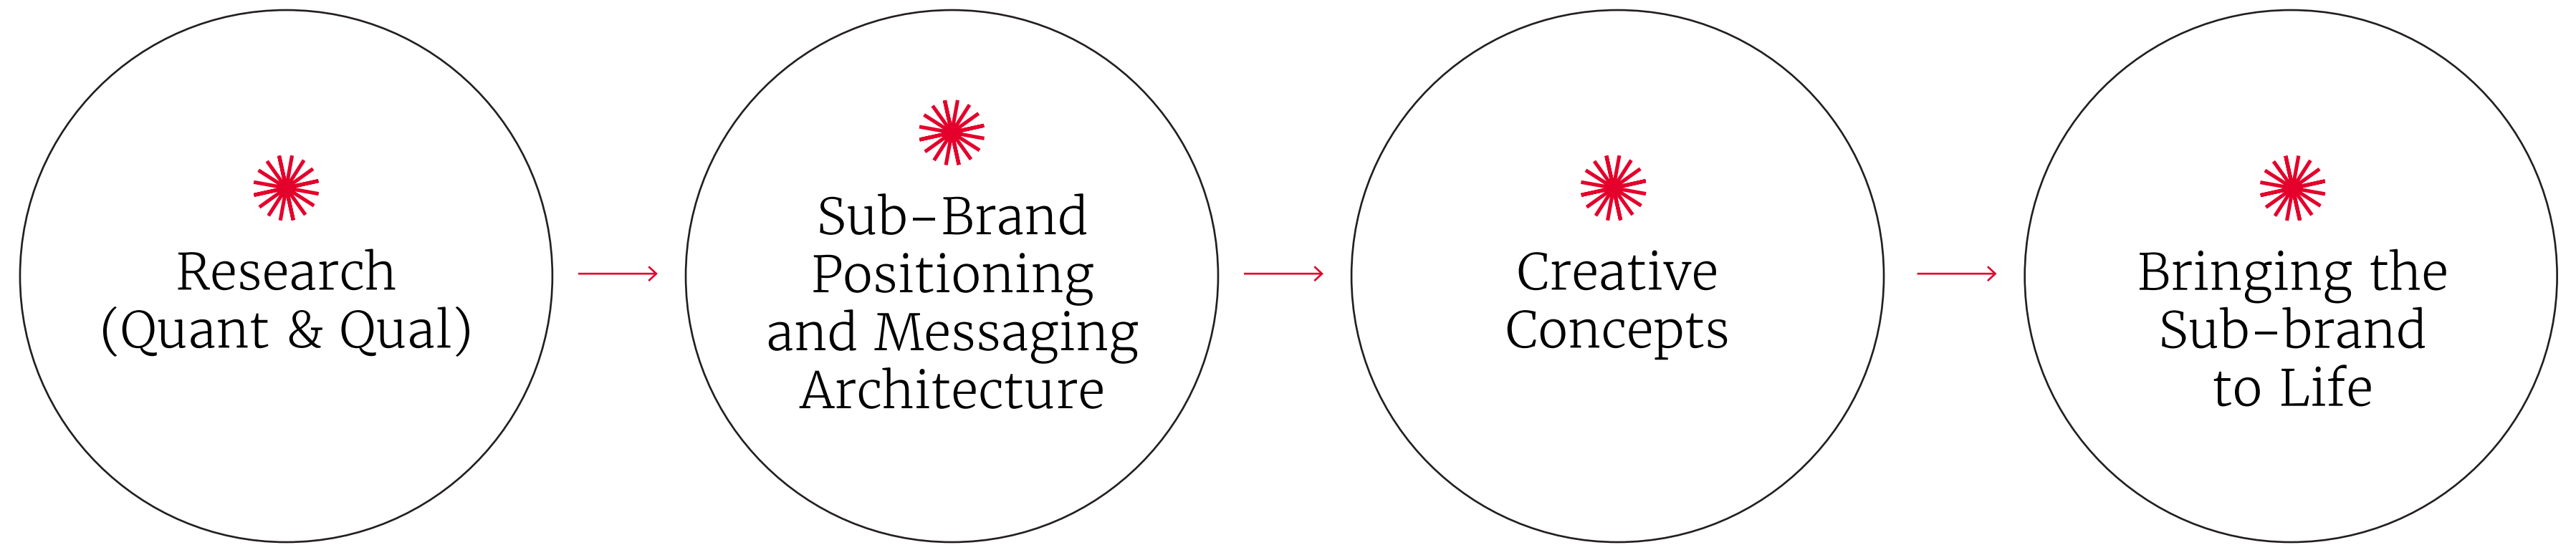 Research
(Quant & Qual)
Sub-Brand
Positioning
and Messaging
Architecture
Creative
Concepts
Bringing the
Sub-brand
to Life